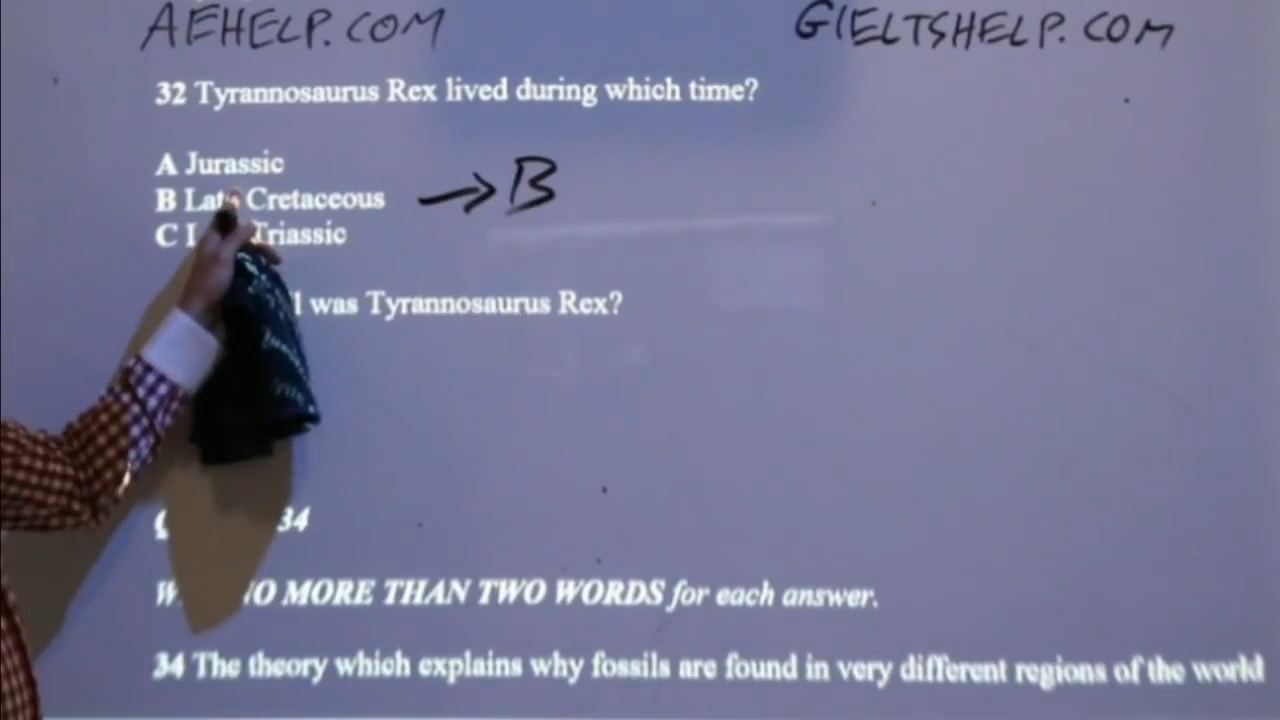 AEHELP.COM
GIELTSHELP.COM
32 Tyrannosaurus Rex lived during which time?
A Jurassic
B Late Cretaceous → B
C Triassic
was Tyrannosaurus Rex?
34
NO MORE THAN TWO WORDS for each answer.
34 The theory which explains why fossils are found in very different regions of the world